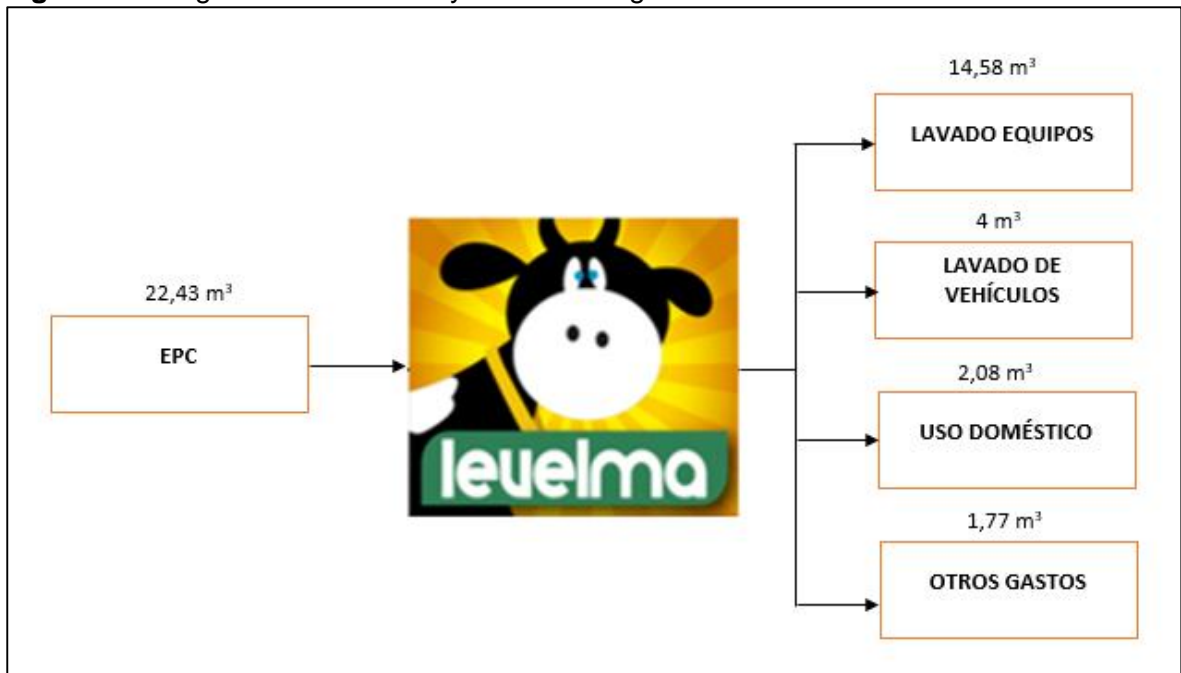 22,43 m³
EPC
levelma
14,58 m³
LAVADO EQUIPOS
4 m³
LAVADO DE
VEHÍCULOS
2,08 m³
USO DOMÉSTICO
1,77 m³
OTROS GASTOS